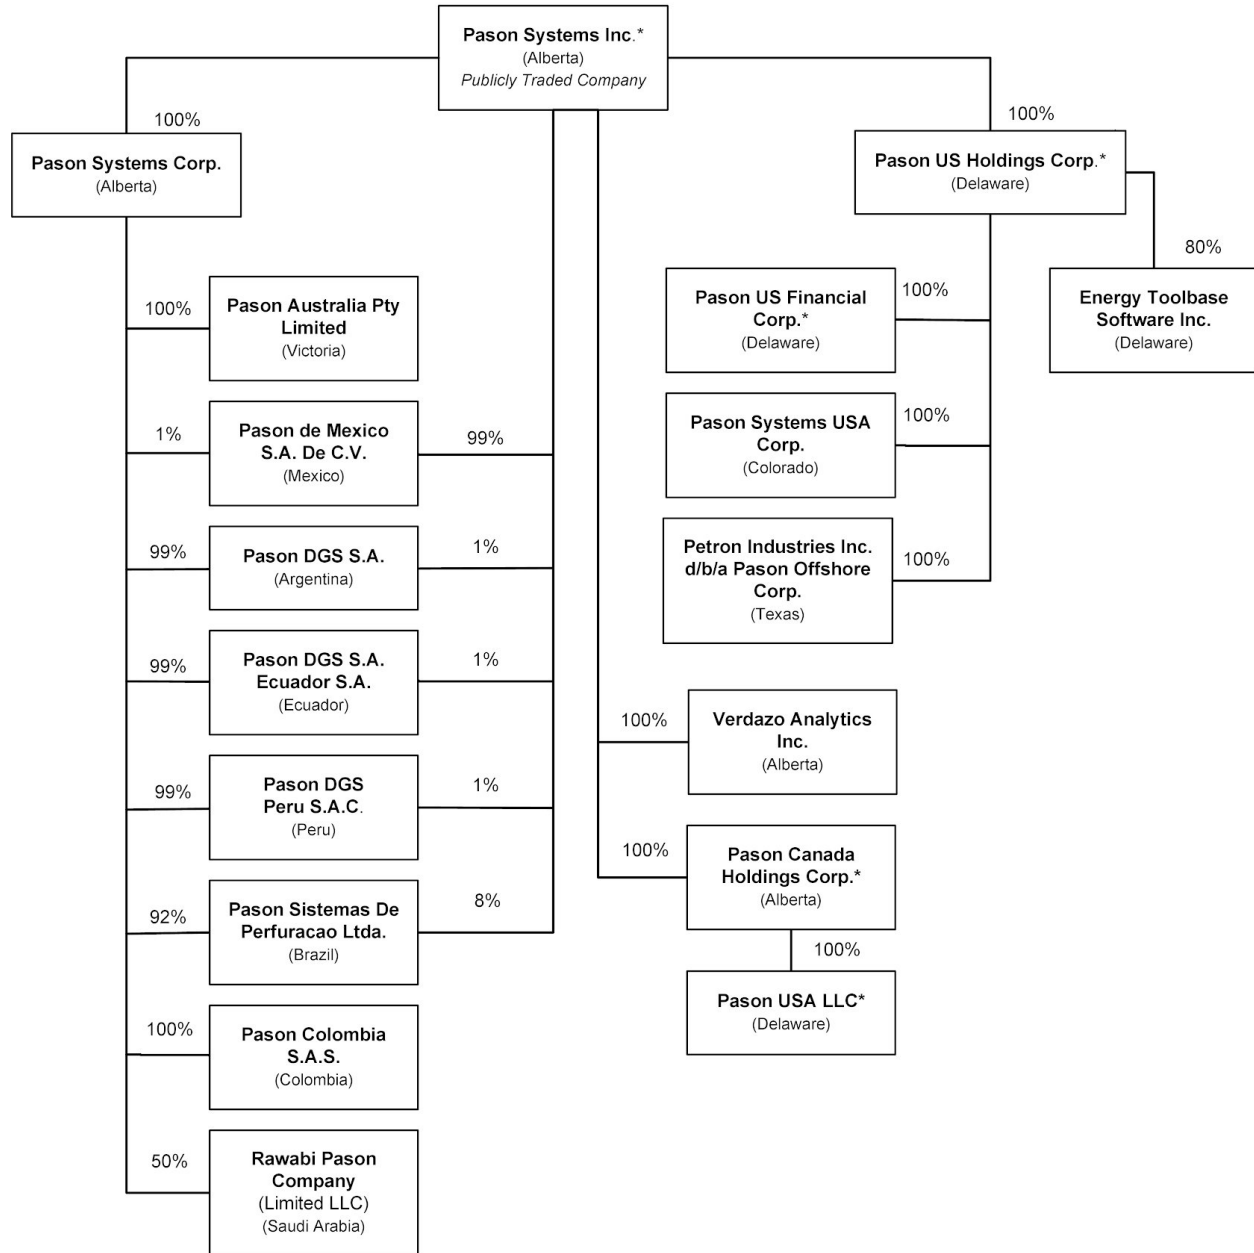 Pason Systems Inc.*
(Alberta)
Publicly Traded Company
100%
Pason Systems Corp.
(Alberta)
100%
Pason US Holdings Corp.*
(Delaware)
80%
Energy Toolbase
Software Inc.
(Delaware)
100%
Pason Australia Pty
Limited
(Victoria)
1%
Pason de Mexico
S.A. De C.V.
(Mexico)
99%
99%
Pason DGS S.A.
(Argentina)
1%
99%
Pason DGS S.A.
Ecuador S.A.
(Ecuador)
1%
99%
Pason DGS
Peru S.A.C.
(Peru)
1%
92%
Pason Sistemas De
Perfuracao Ltda.
(Brazil)
8%
100%
Pason Colombia
S.A.S.
(Colombia)
50%
Rawabi Pason
Company
(Limited LLC)
(Saudi Arabia)
Pason US Financial
Corp.*
(Delaware)
100%
Pason Systems USA
Corp.
(Colorado)
100%
Petron Industries Inc.
d/b/a Pason Offshore
Corp.
(Texas)
100%
100%
Verdazo Analytics
Inc.
(Alberta)
100%
Pason Canada
Holdings Corp.*
(Alberta)
100%
Pason USA LLC*
(Delaware)